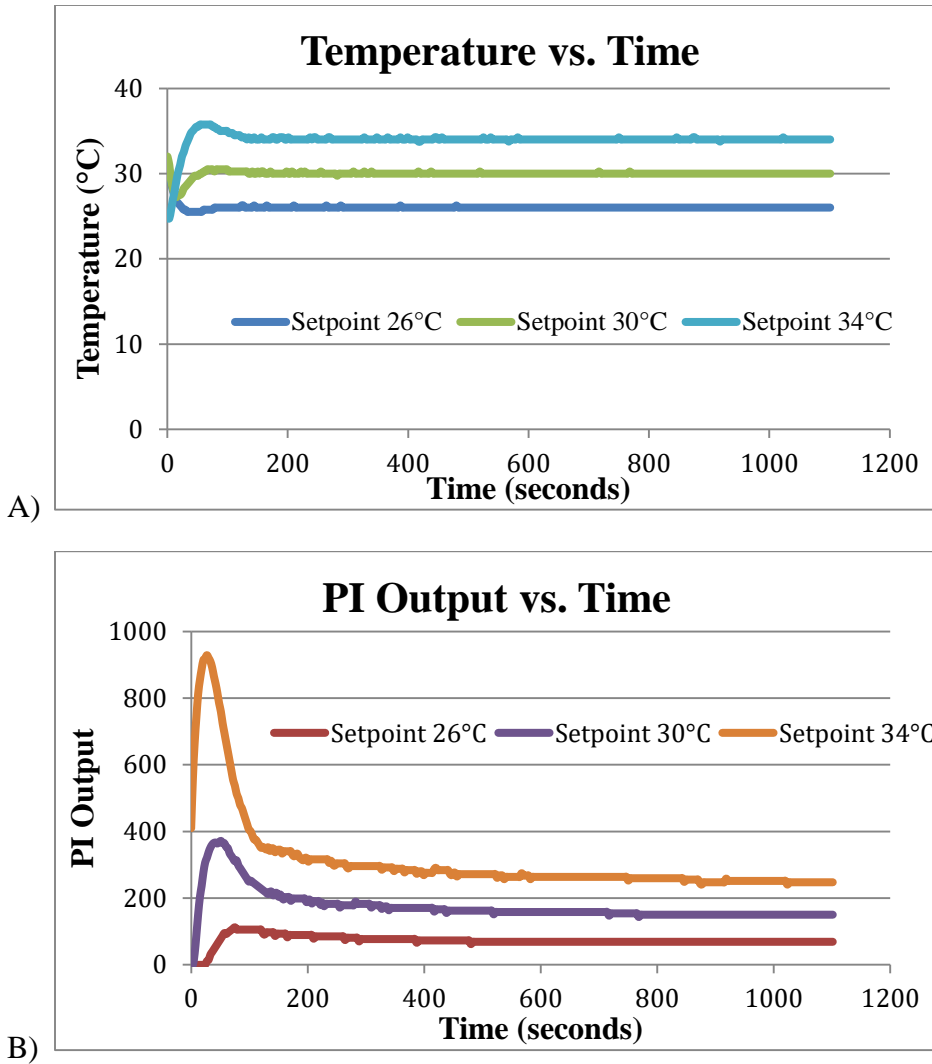 Temperature vs. Time
40
30
20
10
0
Temperature (°C)
Setpoint 26°C Setpoint 30°C Setpoint 34°C
0 200 400 600 800 1000 1200
Time (seconds)
A)
PI Output vs. Time
1000
800
600
400
200
0
PI Output
Setpoint 26°C Setpoint 30°C Setpoint 34°C
0 200 400 600 800 1000 1200
Time (seconds)
B)